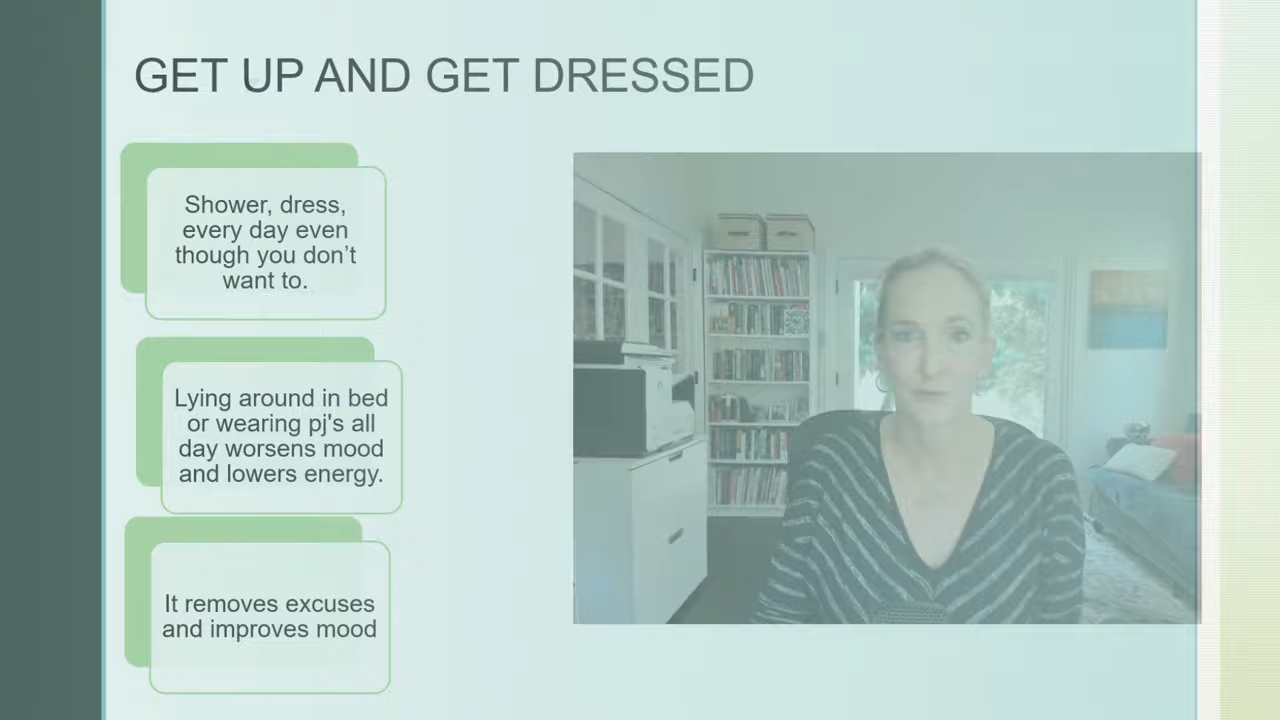 GET UP AND GET DRESSED
Shower, dress,
every day even
though you don’t
want to.
Lying around in bed
or wearing pj's all
day worsens mood
and lowers energy.
It removes excuses
and improves mood